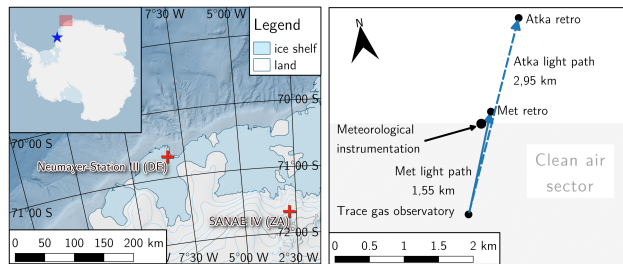 7°30' W
5°00' W
Legend
ice shelf
land
70°00 S
70°00 S
Neumayer-Station III (DE)
71°00 S
SANAE IV (ZA)
71°00 S
72°00 S
0 50 100 150 200 km
7°30' W
5°00' W
2°30' W
N
Atka retro
Atka light path
2,95 km
Met retro
Meteorological
instrumentation
Clean air
sector
Met light path
1,55 km
Trace gas observatory
0 0.5 1 1.5 2 km